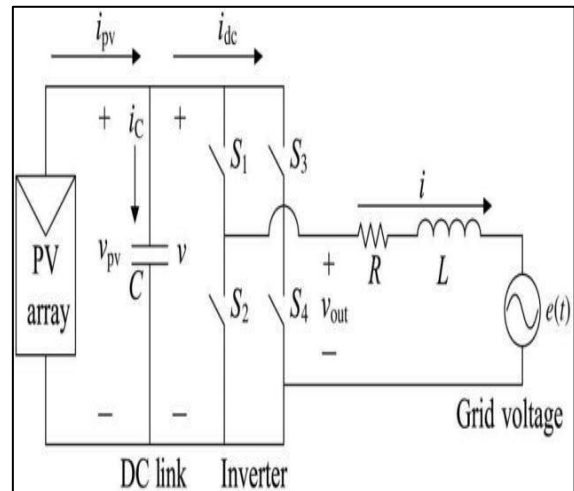 i_pv i_dc
+ i_C + S_1 S_3
i
PV array
v_pv C v
R L
S_2 + v_out − S_4
e(t)
− −
Grid voltage
DC link Inverter